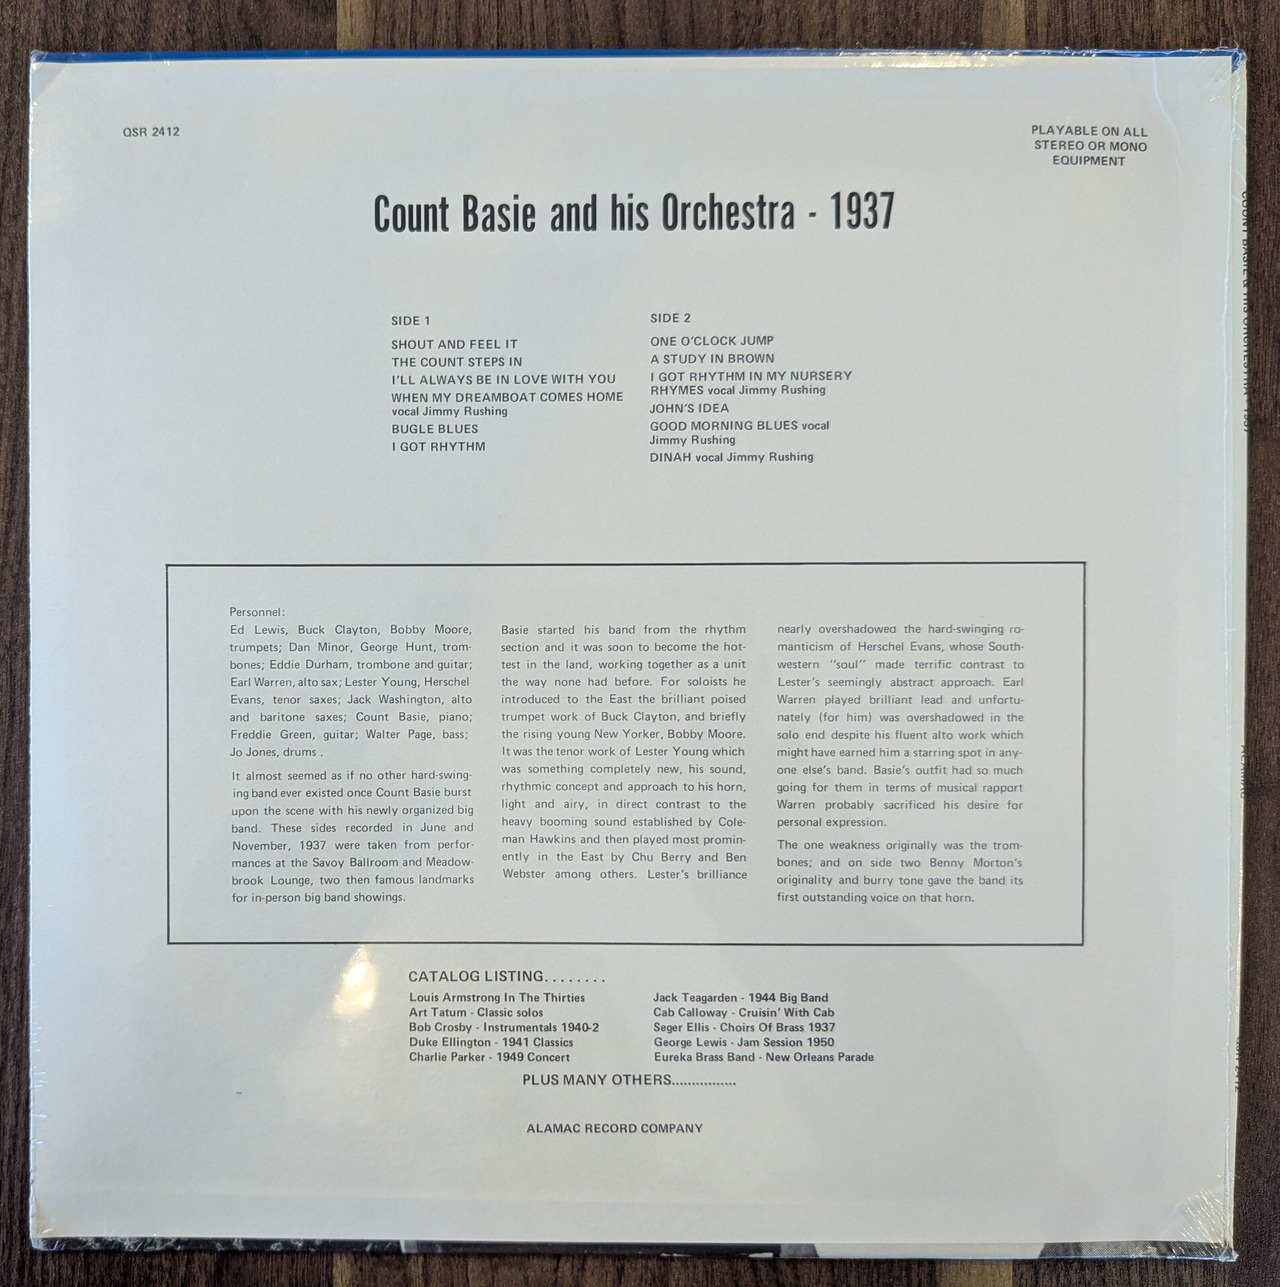 QSR 2412
PLAYABLE ON ALL
STEREO OR MONO
EQUIPMENT
Count Basie and his Orchestra - 1937
SIDE 1
SHOUT AND FEEL IT
THE COUNT STEPS IN
I'LL ALWAYS BE IN LOVE WITH YOU
WHEN MY DREAMBOAT COMES HOME
vocal Jimmy Rushing
BUGLE BLUES
I GOT RHYTHM
SIDE 2
ONE O'CLOCK JUMP
A STUDY IN BROWN
I GOT RHYTHM IN MY NURSERY
RHYMES vocal Jimmy Rushing
JOHN'S IDEA
GOOD MORNING BLUES vocal
Jimmy Rushing
DINAH vocal Jimmy Rushing
Personnel:
Ed Lewis, Buck Clayton, Bobby Moore,
trumpets; Dan Minor, George Hunt, trom-
bones; Eddie Durham, trombone and guitar;
Earl Warren, alto sax; Lester Young, Herschel
Evans, tenor saxes; Jack Washington, alto
and baritone saxes; Count Basie, piano;
Freddie Green, guitar; Walter Page, bass;
Jo Jones, drums .
It almost seemed as if no other hard-swing-
ing band ever existed once Count Basie burst
upon the scene with his newly organized big
band. These sides recorded in June and
November, 1937 were taken from perfor-
mances at the Savoy Ballroom and Meadow-
brook Lounge, two then famous landmarks
for in-person big band showings.
Basie started his band from the rhythm
section and it was soon to become the hot-
test in the land, working together as a unit
the way none had before. For soloists he
introduced to the East the brilliant poised
trumpet work of Buck Clayton, and briefly
the rising young New Yorker, Bobby Moore.
It was the tenor work of Lester Young which
was something completely new, his sound,
rhythmic concept and approach to his horn,
light and airy, in direct contrast to the
heavy booming sound established by Cole-
man Hawkins and then played most promin-
ently in the East by Chu Berry and Ben
Webster among others. Lester's brilliance
nearly overshadowed the hard-swinging ro-
manticism of Herschel Evans, whose South-
western "soul" made terrific contrast to
Lester's seemingly abstract approach. Earl
Warren played brilliant lead and unfortu-
nately (for him) was overshadowed in the
solo end despite his fluent alto work which
might have earned him a starring spot in any-
one else's band. Basie's outfit had so much
going for them in terms of musical rapport
Warren probably sacrificed his desire for
personal expression.
The one weakness originally was the trom-
bones; and on side two Benny Morton's
originality and burry tone gave the band its
first outstanding voice on that horn.
CATALOG LISTING........
Louis Armstrong In The Thirties
Art Tatum - Classic solos
Bob Crosby - Instrumentals 1940-2
Duke Ellington - 1941 Classics
Charlie Parker - 1949 Concert
Jack Teagarden - 1944 Big Band
Cab Calloway - Cruisin' With Cab
Seger Ellis - Choirs Of Brass 1937
George Lewis - Jam Session 1950
Eureka Brass Band - New Orleans Parade
PLUS MANY OTHERS................
ALAMAC RECORD COMPANY
COUNT BASIE & HIS ORCHESTRA - 1937